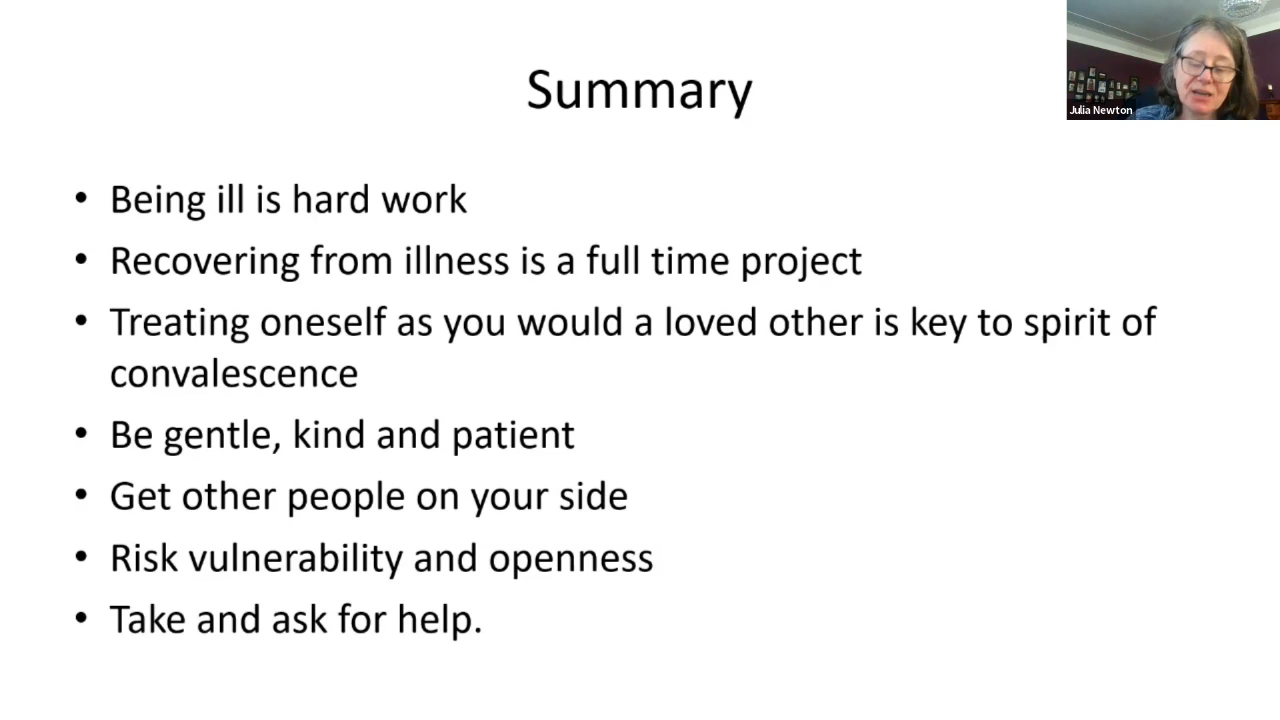 Summary
Julia Newton
• Being ill is hard work
• Recovering from illness is a full time project
• Treating oneself as you would a loved other is key to spirit of
convalescence
• Be gentle, kind and patient
• Get other people on your side
• Risk vulnerability and openness
• Take and ask for help.